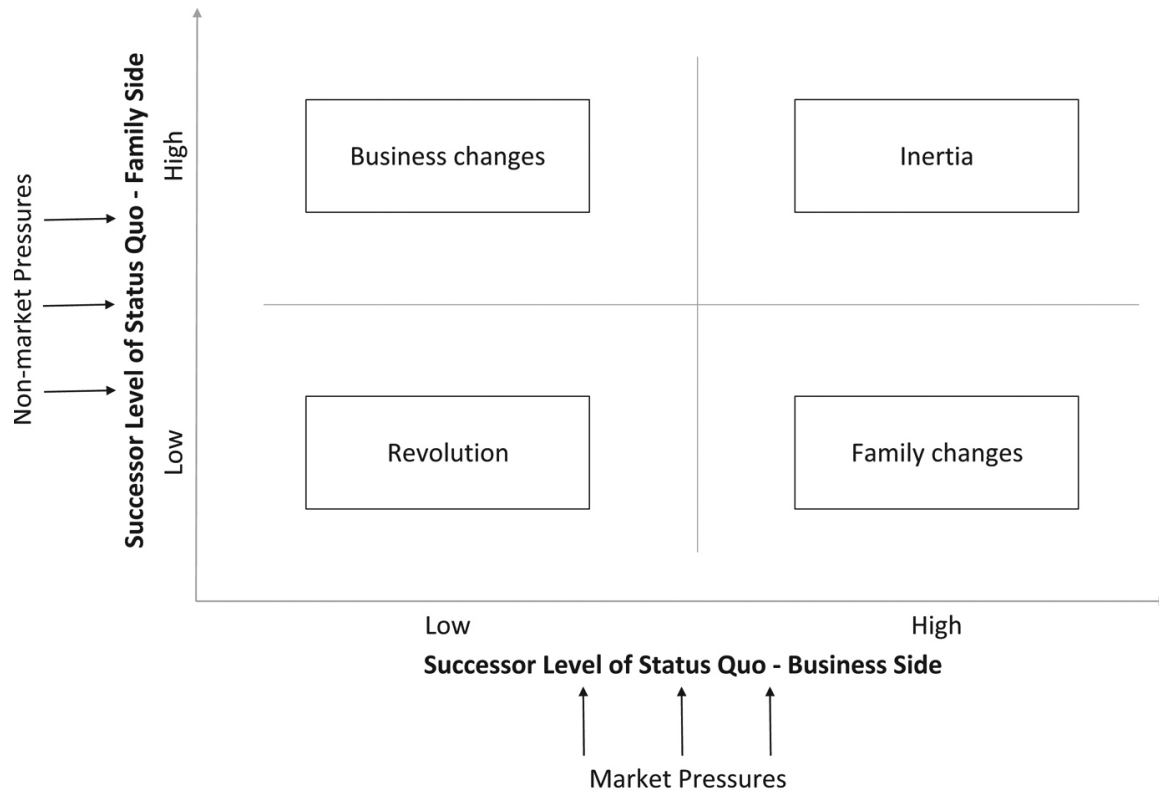 Non-market Pressures
Successor Level of Status Quo - Family Side
High
Low
Business changes
Inertia
Revolution
Family changes
Low
High
Successor Level of Status Quo - Business Side
Market Pressures